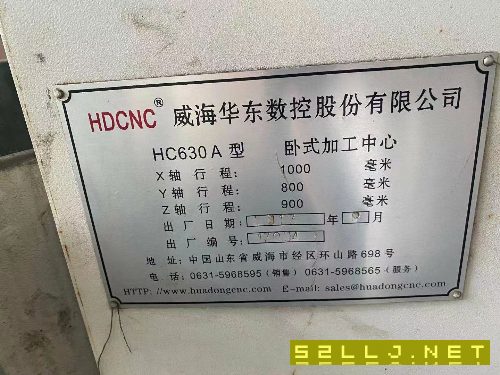 HDCNC® 威海华东数控股份有限公司
HC630A 型 卧式加工中心
X 轴 行 程: 1000 毫米
Y 轴 行 程: 800 毫米
Z 轴 行 程: 900 毫米
出 厂 日 期: 年 月
出 厂 编 号:
地 址: 中国山东省威海市经区环山路 698 号
电 话: 0631-5968595 (销售) 0631-5968565 (服务)
HTTP://www.huadongcnc.com E-mail: sales@huadongcnc.com
52LLJ.NET